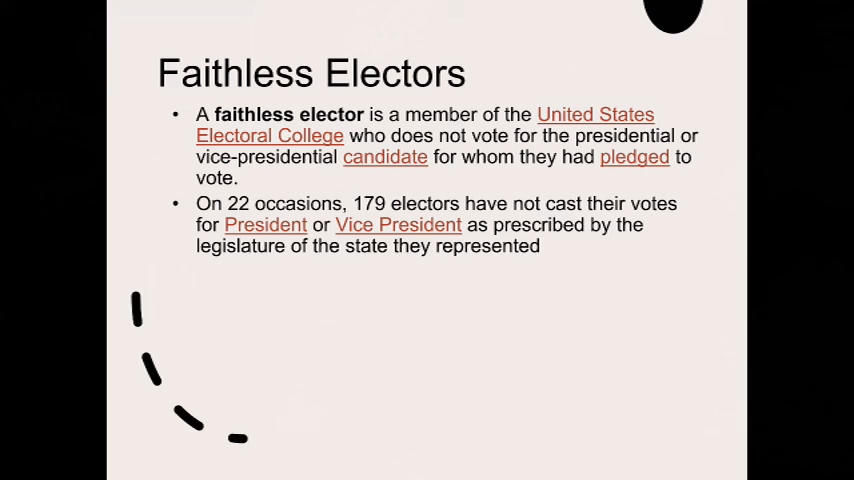 Faithless Electors
• A faithless elector is a member of the United States
Electoral College who does not vote for the presidential or
vice-presidential candidate for whom they had pledged to
vote.
• On 22 occasions, 179 electors have not cast their votes
for President or Vice President as prescribed by the
legislature of the state they represented